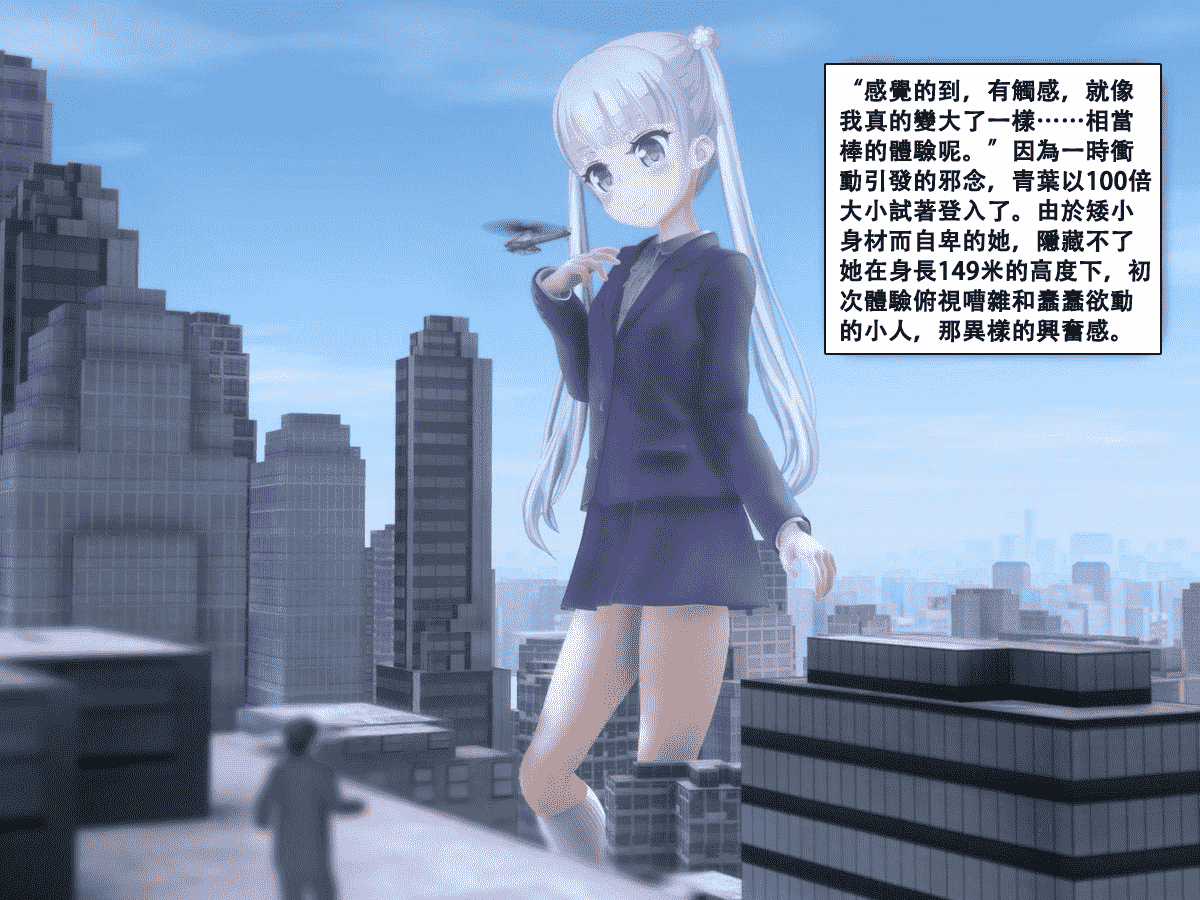 “感覺的到，有觸感，就像
我真的變大了一樣⋯⋯相當
棒的體驗呢。”因為一時衝
動引發的邪念，青葉以100倍
大小試著登入了。由於矮小
身材而自卑的她，隱藏不了
她在身長149米的高度下，初
次體驗俯視嘈雜和蠢蠢欲動
的小人，那異樣的興奮感。